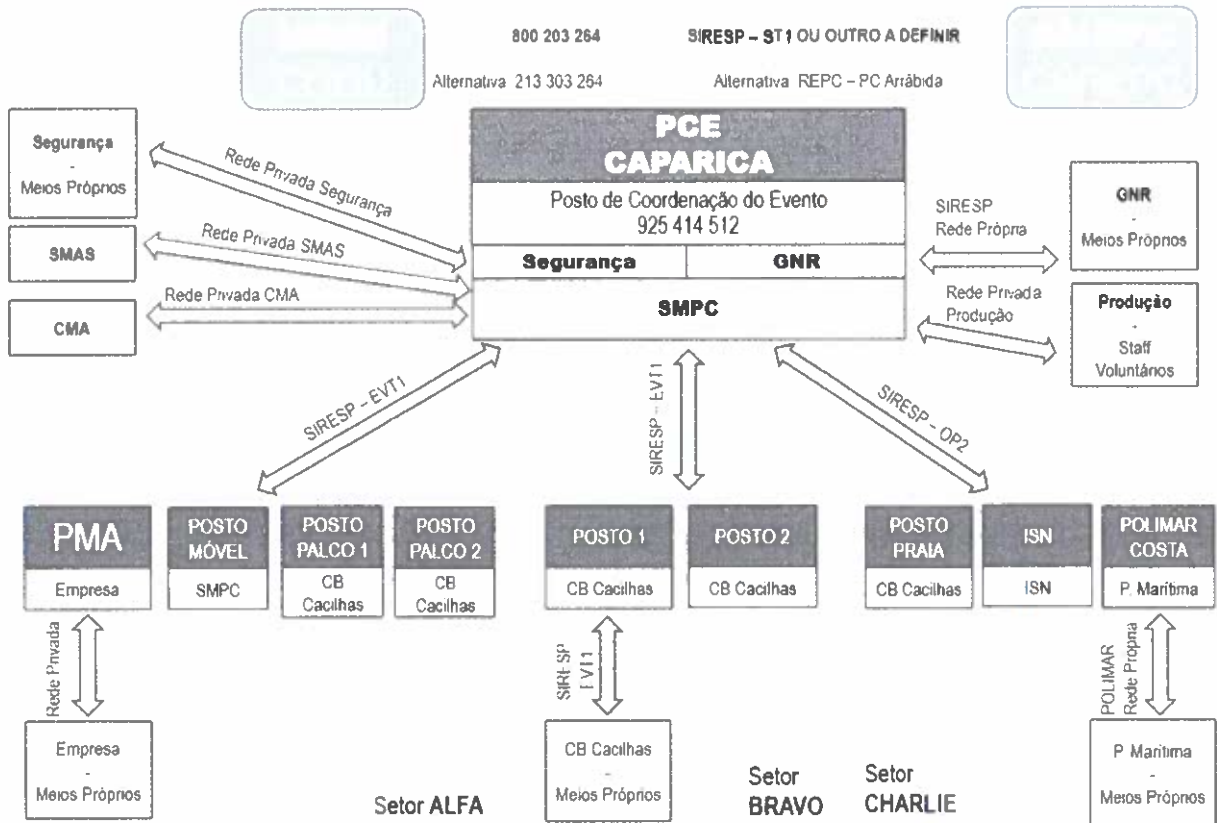 800 203 264
SIRESP – ST1 OU OUTRO A DEFINIR
Alternativa 213 303 264
Alternativa REPC – PC Arrábida
PCE
CAPARICA
Posto de Coordenação do Evento
925 414 512
Segurança
GNR
SMPC
Segurança
-
Meios Próprios
SMAS
CMA
Rede Privada Segurança
Rede Privada SMAS
Rede Privada CMA
SIRESP
Rede Própria
Rede Privada
Produção
GNR
-
Meios Próprios
Produção
-
Staff
Voluntários
SIRESP – EVT1
SIRESP – EVT1
SIRESP – OP2
PMA
Empresa
POSTO
MÓVEL
SMPC
POSTO
PALCO 1
CB
Cacilhas
POSTO
PALCO 2
CB
Cacilhas
POSTO 1
CB Cacilhas
POSTO 2
CB Cacilhas
POSTO
PRAIA
CB Cacilhas
ISN
ISN
POLIMAR
COSTA
P. Marítima
Rede Privada
SIRESP
EVT1
POLIMAR
Rede Própria
Empresa
-
Meios Próprios
CB Cacilhas
-
Meios Próprios
P. Marítima
-
Meios Próprios
Setor ALFA
Setor
BRAVO
Setor
CHARLIE